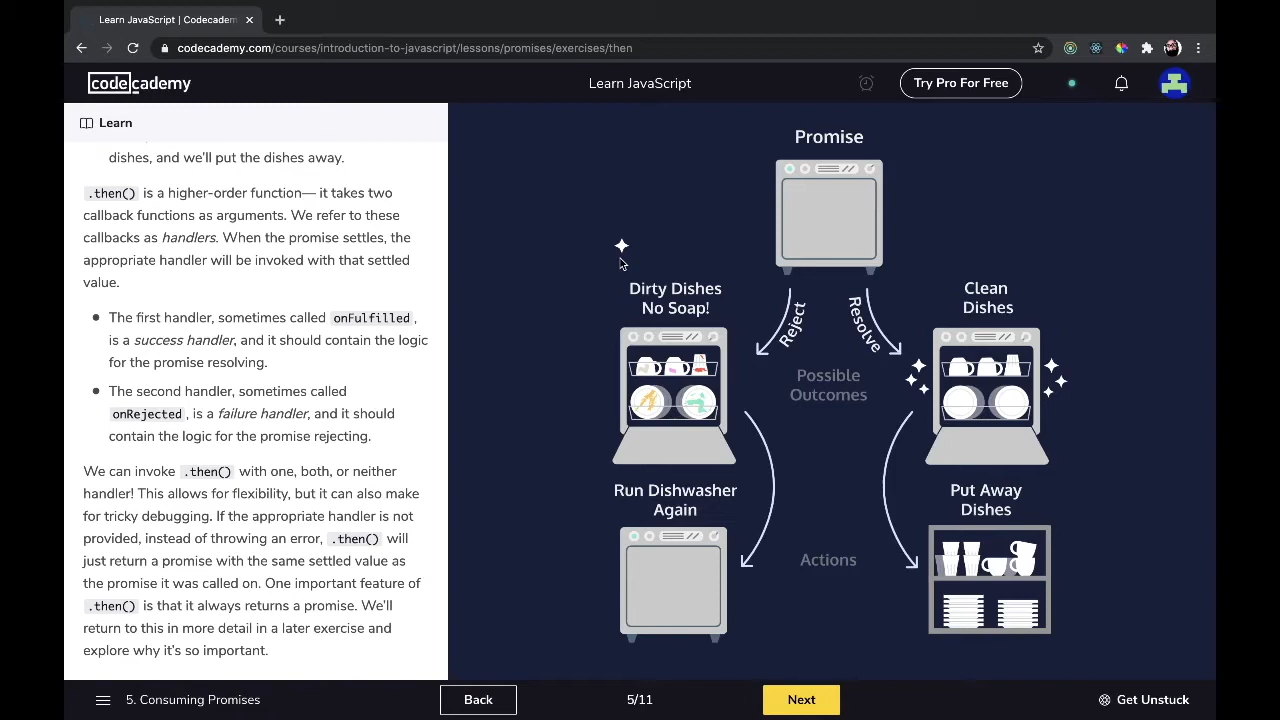 Learn JavaScript | Codecadem
codecademy.com/courses/introduction-to-javascript/lessons/promises/exercises/then
codecademy
Learn JavaScript
Try Pro For Free
Learn
dishes, and we'll put the dishes away.
.then() is a higher-order function— it takes two
callback functions as arguments. We refer to these
callbacks as handlers. When the promise settles, the
appropriate handler will be invoked with that settled
value.
The first handler, sometimes called onFulfilled,
is a success handler, and it should contain the logic
for the promise resolving.
The second handler, sometimes called
onRejected, is a failure handler, and it should
contain the logic for the promise rejecting.
We can invoke .then() with one, both, or neither
handler! This allows for flexibility, but it can also make
for tricky debugging. If the appropriate handler is not
provided, instead of throwing an error, .then() will
just return a promise with the same settled value as
the promise it was called on. One important feature of
.then() is that it always returns a promise. We'll
return to this in more detail in a later exercise and
explore why it's so important.
Promise
Reject
Resolve
Dirty Dishes
No Soap!
Clean
Dishes
Possible
Outcomes
Run Dishwasher
Again
Put Away
Dishes
Actions
5. Consuming Promises
Back
5/11
Next
Get Unstuck